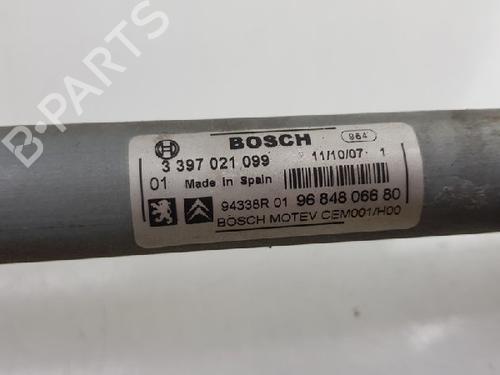 BOSCH 964
3 397 021 099 11/10/07 1
01 Made in Spain
94338R 01 96 848 066 80
BOSCH MOTEV CEM001/H00
B-PARTS